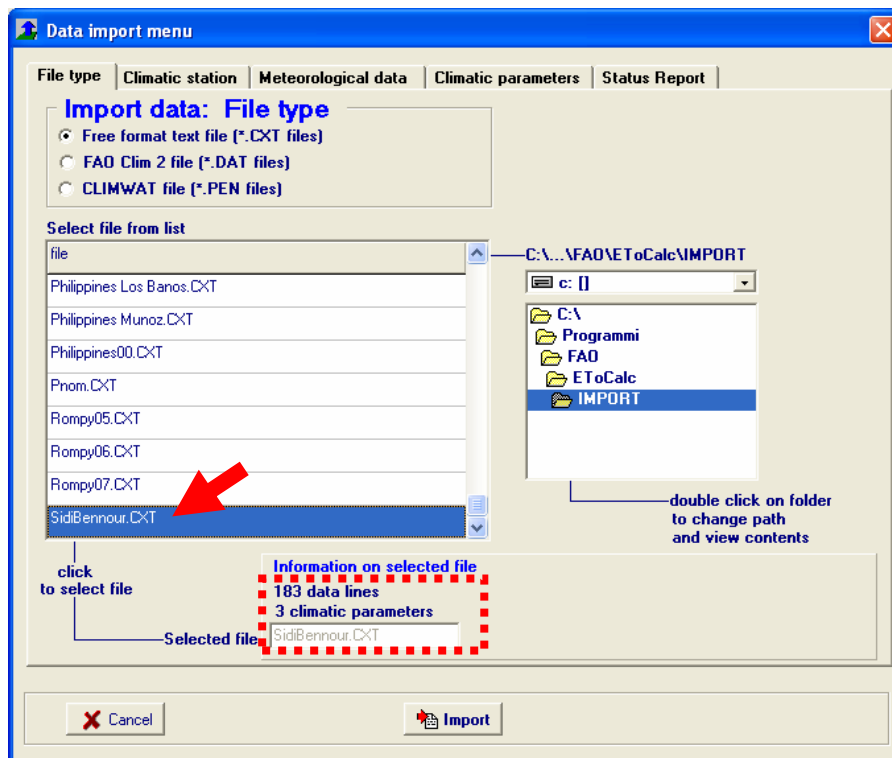 Data import menu
File type
Climatic station
Meteorological data
Climatic parameters
Status Report
Import data: File type
Free format text file (*.CXT files)
FAO Clim 2 file (*.DAT files)
CLIMWAT file (*.PEN files)
Select file from list
file
Philippines Los Banos.CXT
Philippines Munoz.CXT
Philippines00.CXT
Pnom.CXT
Rompy05.CXT
Rompy06.CXT
Rompy07.CXT
SidiBennour.CXT
C:\...\FAO\EToCalc\IMPORT
c: []
C:\
Programmi
FAO
EToCalc
IMPORT
double click on folder
to change path
and view contents
click
to select file
Information on selected file
183 data lines
3 climatic parameters
Selected file
SidiBennour.CXT
Cancel
Import